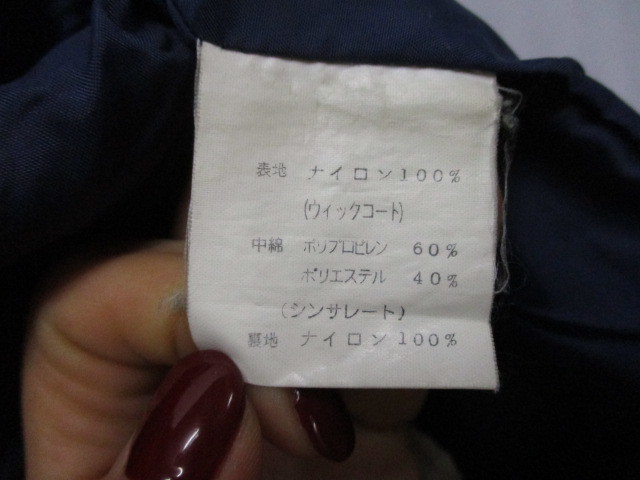 表地 ナイロン100%
(ウィックコート)
中綿 ポリプロピレン 60%
ポリエステル 40%
(シンサレート)
裏地 ナイロン100%